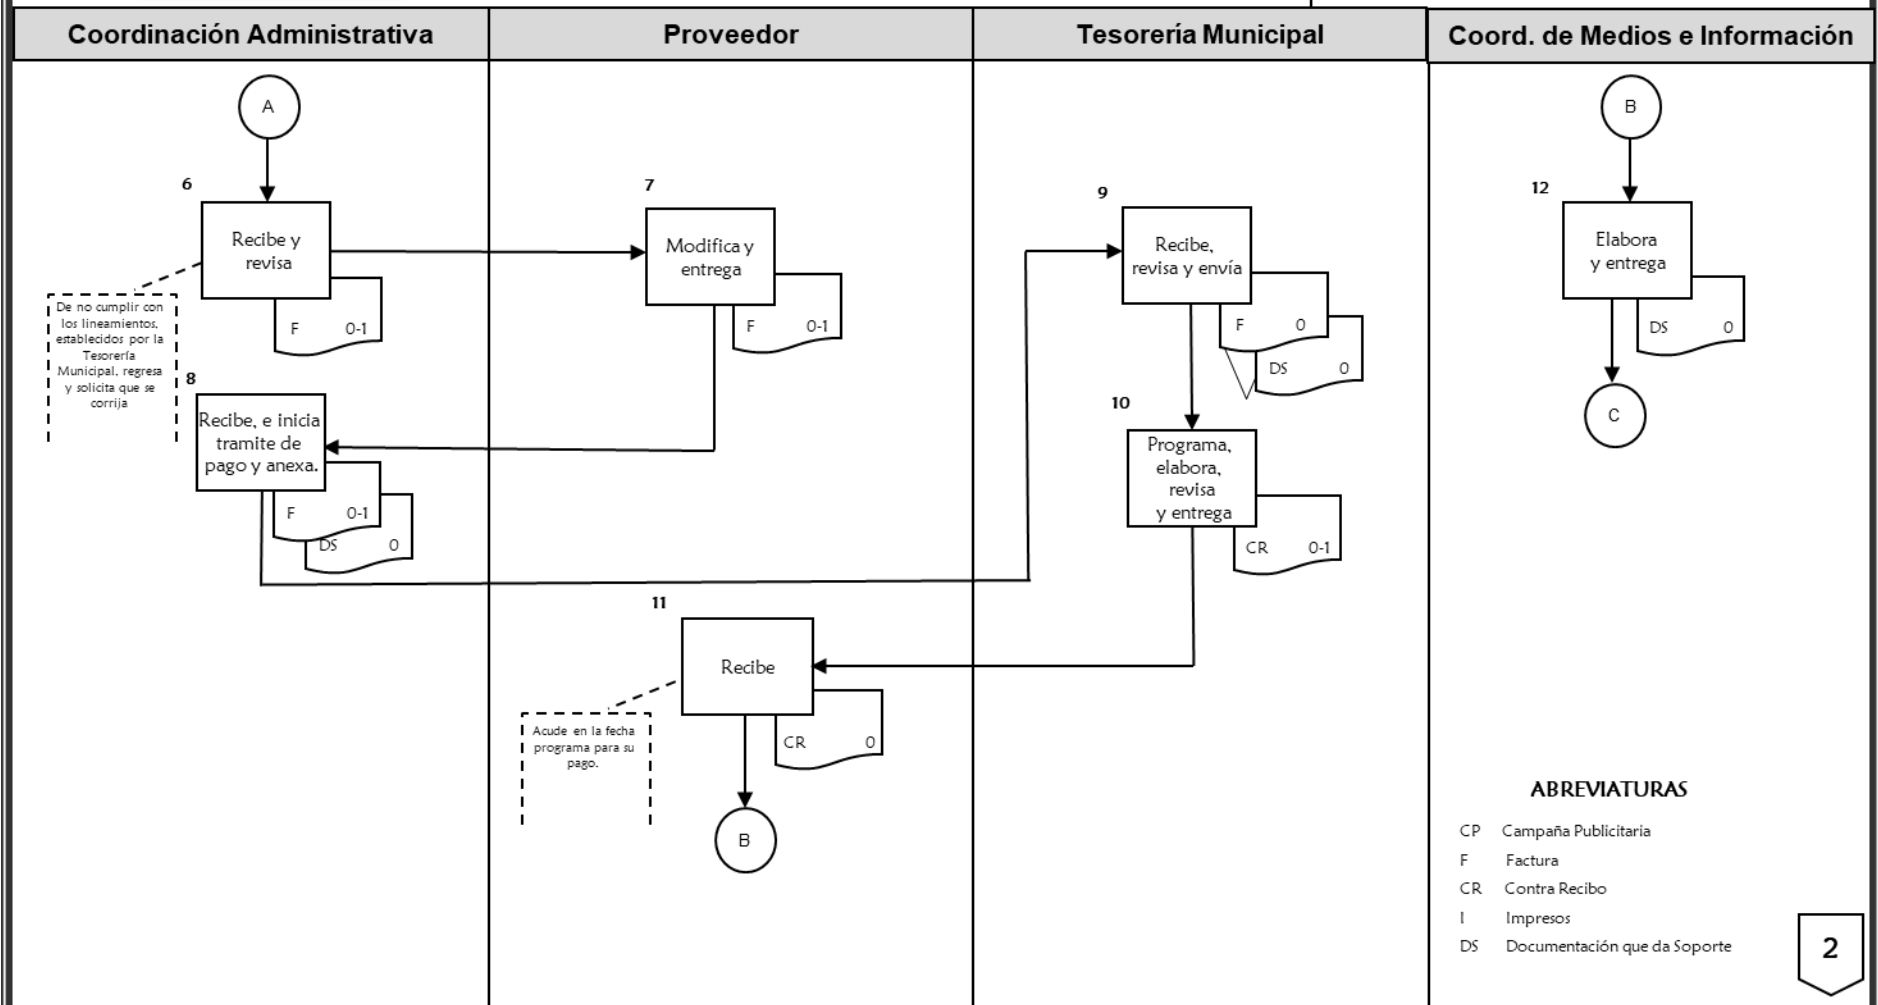 Coordinación Administrativa
Proveedor
Tesorería Municipal
Coord. de Medios e Información
A
6
Recibe y
revisa
F 0-1
De no cumplir con
los lineamientos,
establecidos por la
Tesorería
Municipal, regresa
y solicita que se
corrija
8
Recibe, e inicia
tramite de
pago y anexa.
F 0-1
DS 0
7
Modifica y
entrega
F 0-1
11
Recibe
CR 0
Acude en la fecha
programa para su
pago.
B
9
Recibe,
revisa y envía
F 0
DS 0
10
Programa,
elabora,
revisa
y entrega
CR 0-1
B
12
Elabora
y entrega
DS 0
C
ABREVIATURAS
CP Campaña Publicitaria
F Factura
CR Contra Recibo
I Impresos
DS Documentación que da Soporte
2